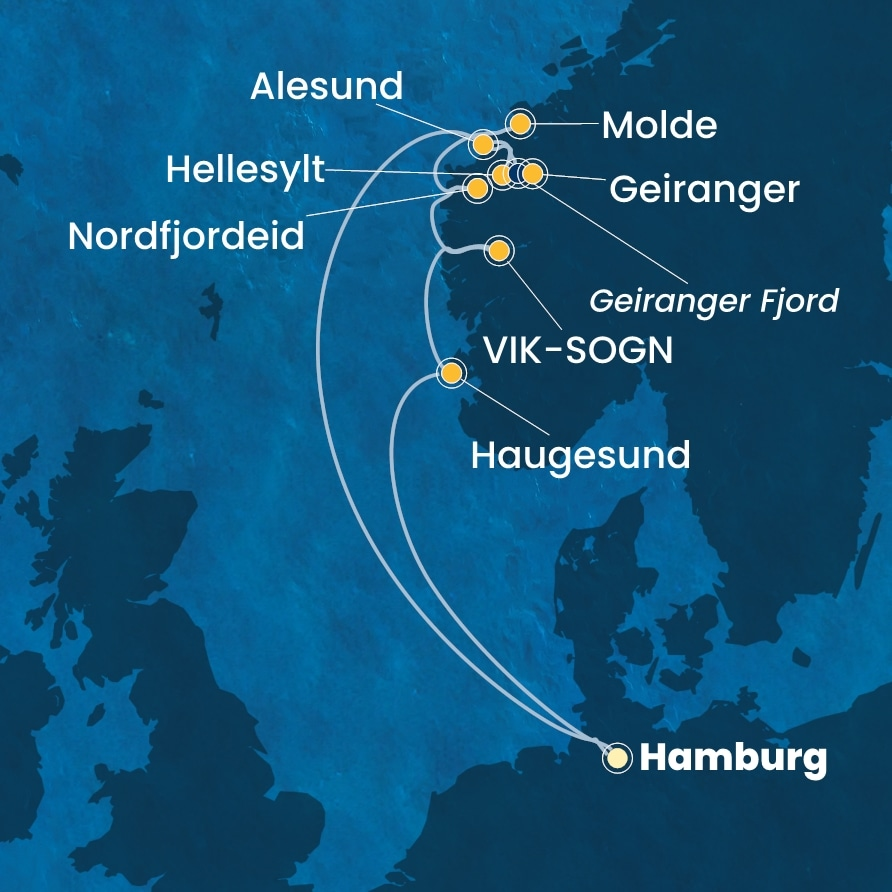 Alesund
Molde
Hellesylt
Geiranger
Nordfjordeid
Geiranger Fjord
VIK-SOGN
Haugesund
Hamburg